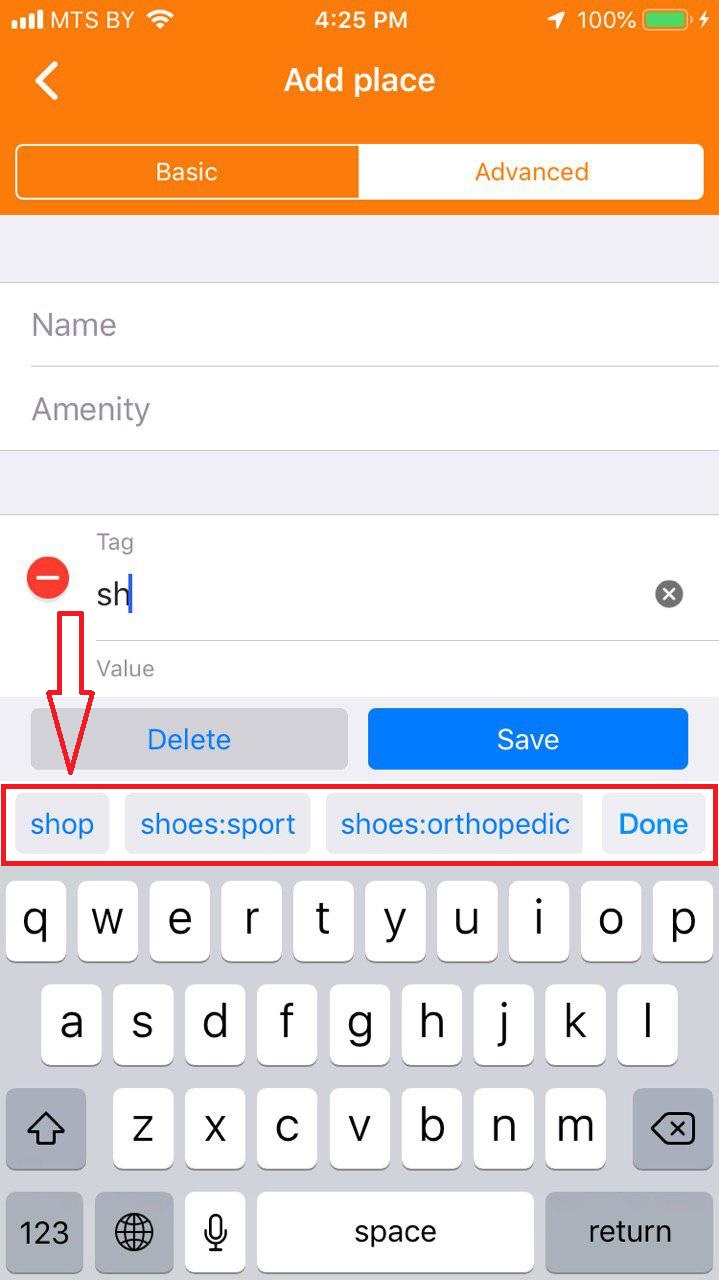 MTS BY 4:25 PM 100%
Add place
Basic Advanced
Name
Amenity
Tag
sh
Value
Delete Save
shop shoes:sport shoes:orthopedic Done
q w e r t y u i o p
a s d f g h j k l
z x c v b n m
123 space return